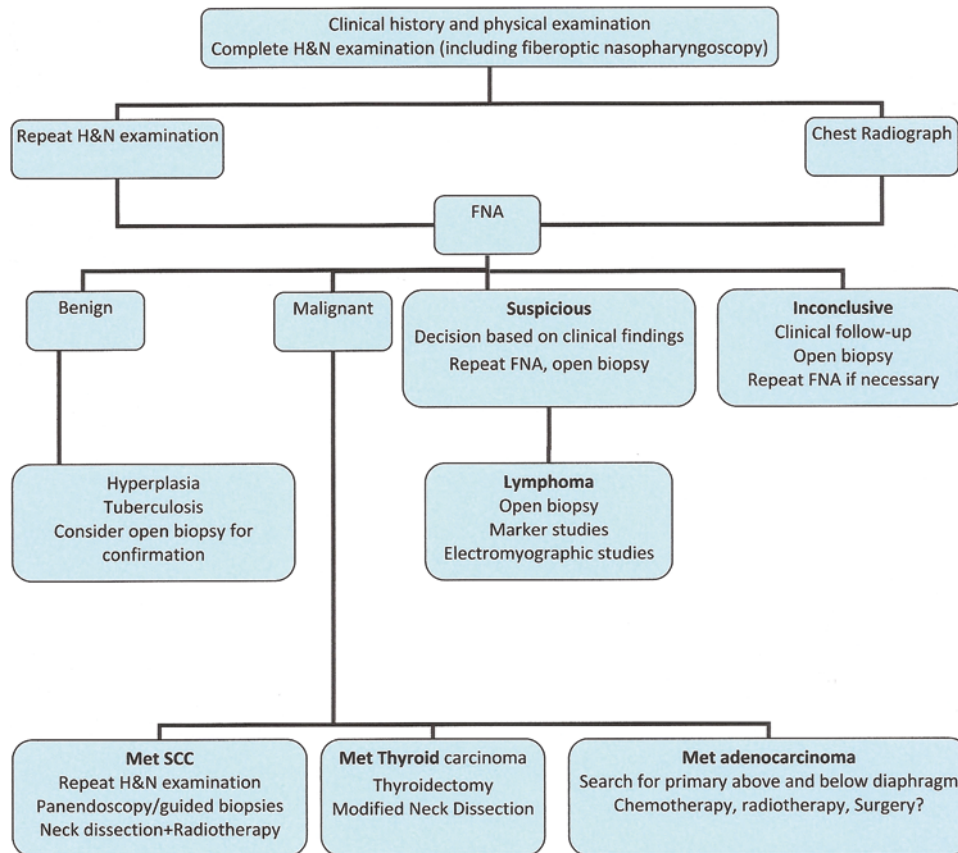 Clinical history and physical examination
Complete H&N examination (including fiberoptic nasopharyngoscopy)
Repeat H&N examination
Chest Radiograph
FNA
Benign
Malignant
Suspicious
Decision based on clinical findings
Repeat FNA, open biopsy
Inconclusive
Clinical follow-up
Open biopsy
Repeat FNA if necessary
Hyperplasia
Tuberculosis
Consider open biopsy for
confirmation
Lymphoma
Open biopsy
Marker studies
Electromyographic studies
Met SCC
Repeat H&N examination
Panendoscopy/guided biopsies
Neck dissection+Radiotherapy
Met Thyroid carcinoma
Thyroidectomy
Modified Neck Dissection
Met adenocarcinoma
Search for primary above and below diaphragm
Chemotherapy, radiotherapy, Surgery?